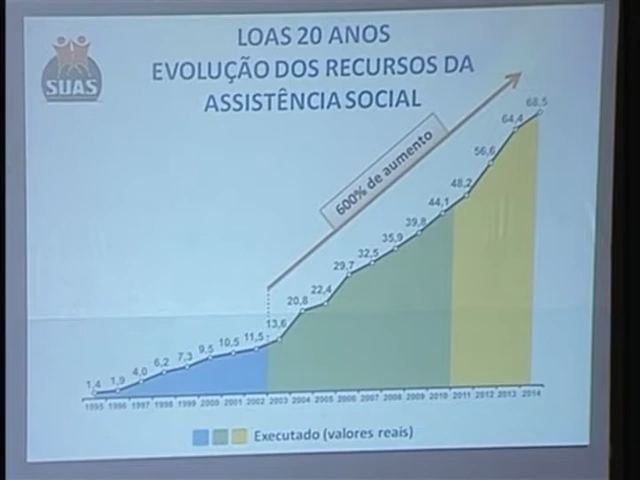 LOAS 20 ANOS
EVOLUÇÃO DOS RECURSOS DA
ASSISTÊNCIA SOCIAL
SUAS
600% de aumento
1,4 1,9 4,0 6,2 7,3 9,5 10,5 11,5 13,6 20,8 22,4 29,7 32,5 35,9 39,8 44,1 48,2 56,6 64,4 68,5
1995 1996 1997 1998 1999 2000 2001 2002 2003 2004 2005 2006 2007 2008 2009 2010 2011 2012 2013 2014
Executado (valores reais)